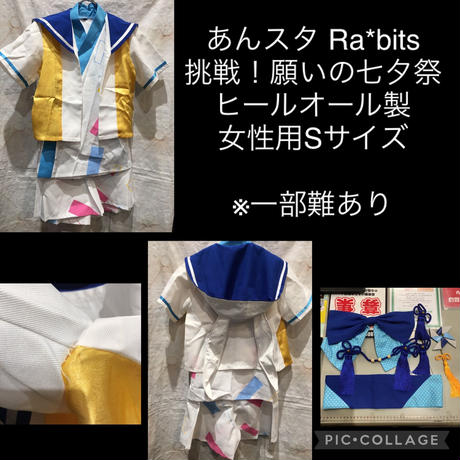 あんスタ Ra*bits
挑戦！願いの七夕祭
ヒールオール製
女性用Sサイズ
※一部難あり
PIC•COLLAGE